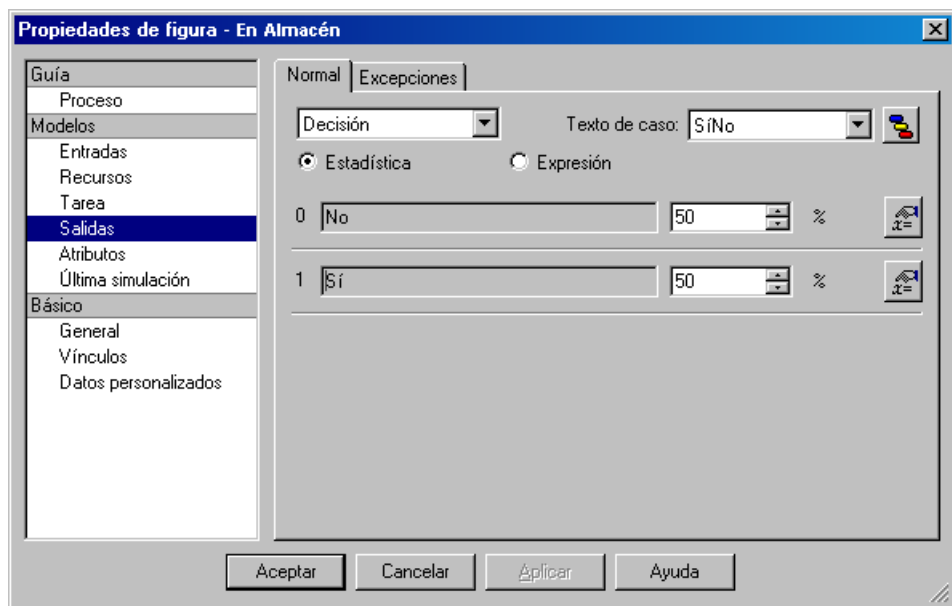 Propiedades de figura - En Almacén
Guía
Proceso
Modelos
Entradas
Recursos
Tarea
Salidas
Atributos
Última simulación
Básico
General
Vínculos
Datos personalizados
Normal
Excepciones
Decisión
Texto de caso: SíNo
Estadística
Expresión
0 No 50 %
x=
1 Sí 50 %
x=
Aceptar
Cancelar
Aplicar
Ayuda